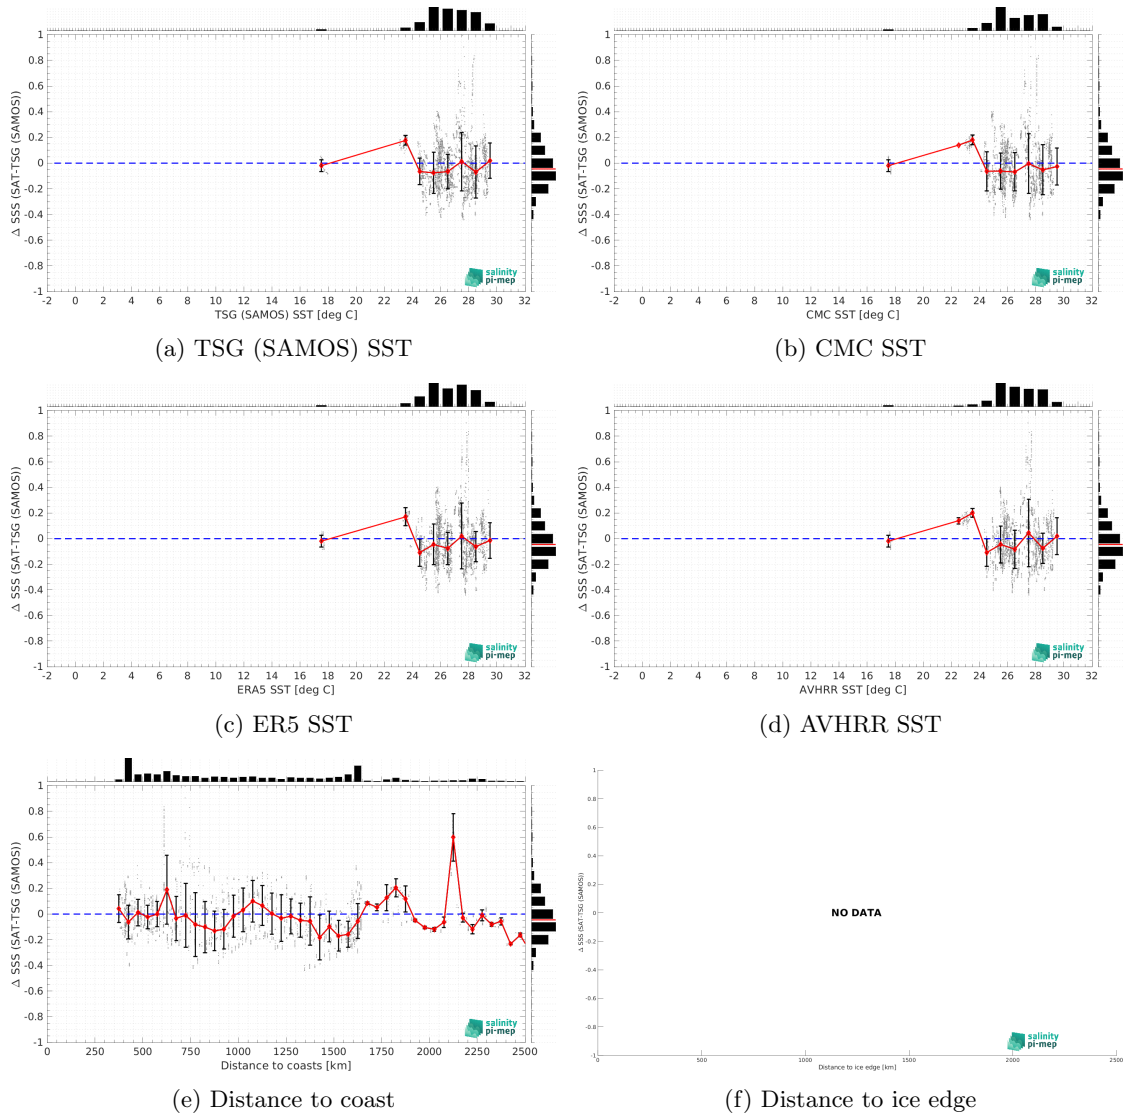 1
0.8
0.6
0.4
0.2
0
-0.2
-0.4
-0.6
-0.8
-1
Δ SSS (SAT-TSG (SAMOS))
salinity
pi-mep
-2 0 2 4 6 8 10 12 14 16 18 20 22 24 26 28 30 32
TSG (SAMOS) SST [deg C]
(a) TSG (SAMOS) SST
1
0.8
0.6
0.4
0.2
0
-0.2
-0.4
-0.6
-0.8
-1
Δ SSS (SAT-TSG (SAMOS))
salinity
pi-mep
-2 0 2 4 6 8 10 12 14 16 18 20 22 24 26 28 30 32
CMC SST [deg C]
(b) CMC SST
1
0.8
0.6
0.4
0.2
0
-0.2
-0.4
-0.6
-0.8
-1
Δ SSS (SAT-TSG (SAMOS))
salinity
pi-mep
-2 0 2 4 6 8 10 12 14 16 18 20 22 24 26 28 30 32
ERA5 SST [deg C]
(c) ER5 SST
1
0.8
0.6
0.4
0.2
0
-0.2
-0.4
-0.6
-0.8
-1
Δ SSS (SAT-TSG (SAMOS))
salinity
pi-mep
-2 0 2 4 6 8 10 12 14 16 18 20 22 24 26 28 30 32
AVHRR SST [deg C]
(d) AVHRR SST
1
0.8
0.6
0.4
0.2
0
-0.2
-0.4
-0.6
-0.8
-1
Δ SSS (SAT-TSG (SAMOS))
salinity
pi-mep
0 250 500 750 1000 1250 1500 1750 2000 2250 2500
Distance to coasts [km]
(e) Distance to coast
1
0.8
0.6
0.4
0.2
0
-0.2
-0.4
-0.6
-0.8
-1
Δ SSS (SAT-TSG (SAMOS))
NO DATA
salinity
pi-mep
0 500 1000 1500 2000 2500
Distance to ice edge [km]
(f) Distance to ice edge